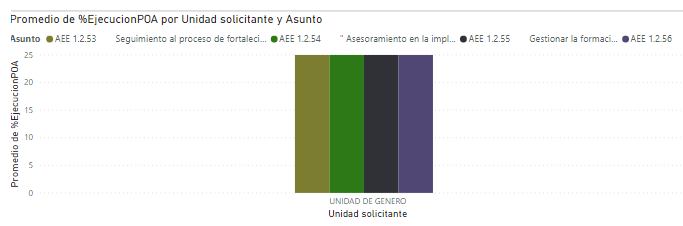 Promedio de %EjecucionPOA por Unidad solicitante y Asunto
Asunto AEE 1.2.53 Seguimiento al proceso de fortaleci... AEE 1.2.54 " Asesoramiento en la impl... AEE 1.2.55 Gestionar la formaci... AEE 1.2.56
25
20
15
10
5
0
Promedio de %EjecucionPOA
UNIDAD DE GENERO
Unidad solicitante